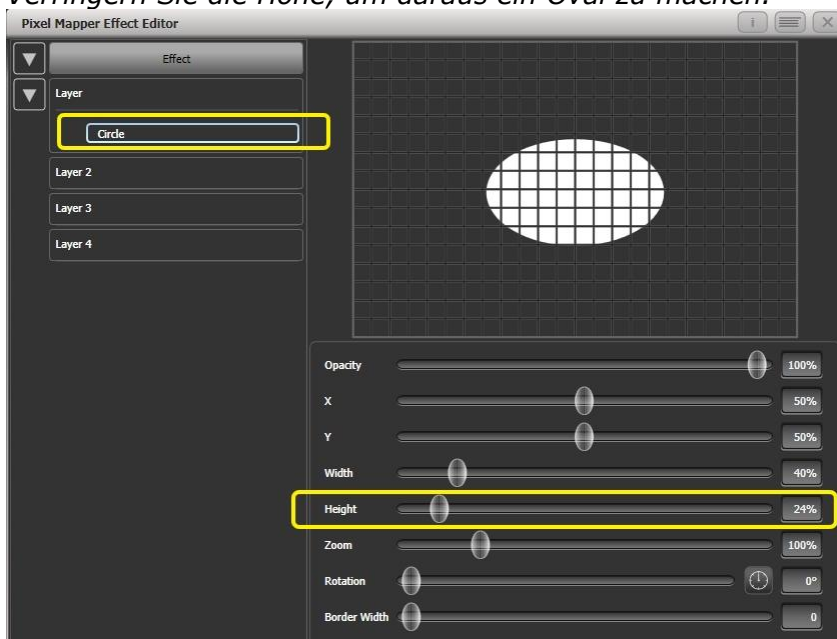 Verringern Sie die Höhe, um daraus ein Oval zu machen.
Pixel Mapper Effect Editor
i
Effect
Layer
Circle
Layer 2
Layer 3
Layer 4
Opacity 100%
X 50%
Y 50%
Width 40%
Height 24%
Zoom 100%
Rotation 0°
Border Width 0